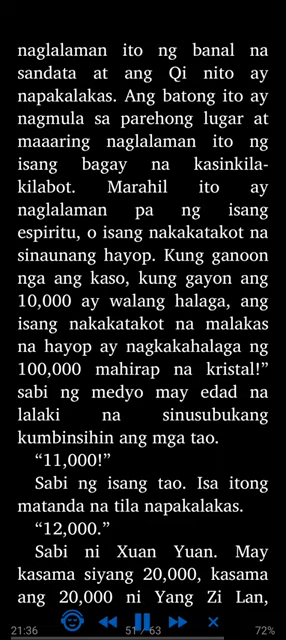 naglalaman ito ng banal na
sandata at ang Qi nito ay
napakalakas. Ang batong ito ay
nagmula sa parehong lugar at
maaaring naglalaman ito ng
isang bagay na kasinkila-
kilabot. Marahil ito ay
naglalaman pa ng isang
espiritu, o isang nakakatakot na
sinaunang hayop. Kung ganoon
nga ang kaso, kung gayon ang
10,000 ay walang halaga, ang
isang nakakatakot na malakas
na hayop ay nagkakahalaga ng
100,000 mahirap na kristal!”
sabi ng medyo may edad na
lalaki na sinusubukang
kumbinsihin ang mga tao.
“11,000!”
Sabi ng isang tao. Isa itong
matanda na tila napakalakas.
“12,000.”
Sabi ni Xuan Yuan. May
kasama siyang 20,000, kasama
ang 20,000 ni Yang Zi Lan,
21:36 51 / 63 72%